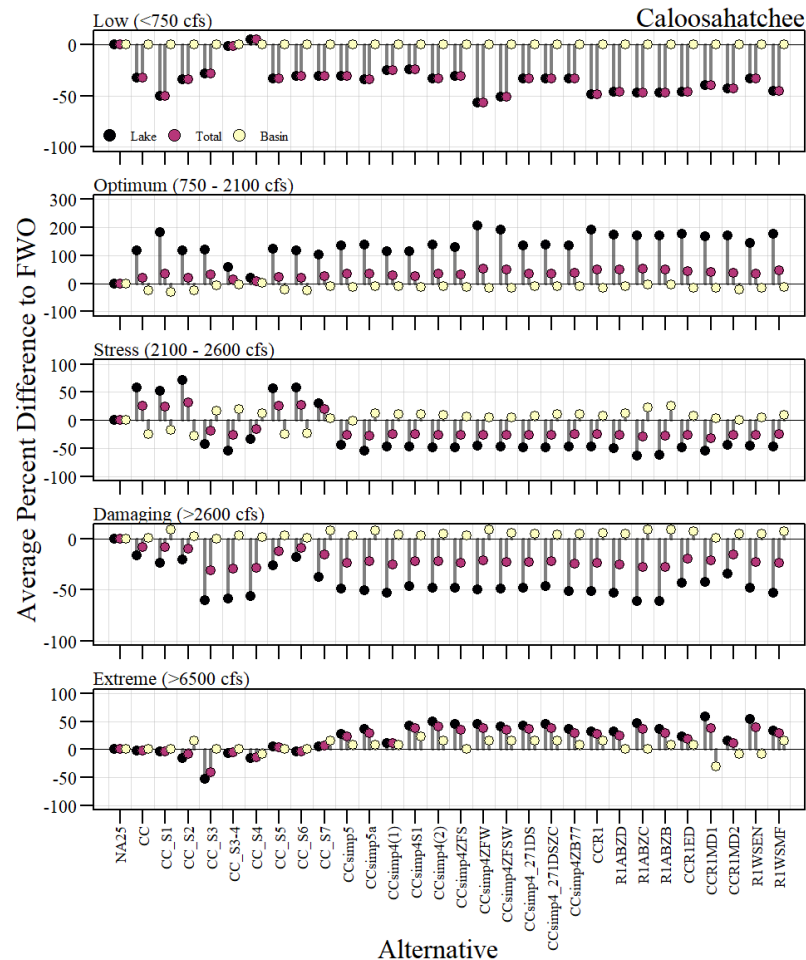 Caloosahatchee
Low (<750 cfs)
0
-50
-100
Lake Total Basin
Optimum (750 - 2100 cfs)
300
200
100
0
-100
Stress (2100 - 2600 cfs)
100
50
0
-50
-100
Damaging (>2600 cfs)
0
-50
-100
Extreme (>6500 cfs)
100
50
0
-50
-100
Average Percent Difference to FWO
NA25
CC
CC_S1
CC_S2
CC_S3
CC_S3-4
CC_S4
CC_S5
CC_S6
CC_S7
CCsimp5
CCsimp5a
CCsimp4(1)
CCsimp4S1
CCsimp4(2)
CCsimp4ZFS
CCsimp4ZFW
CCsimp4ZFSW
CCsimp4_271DS
CCsimp4_271DSZC
CCsimp4ZB77
CCR1
R1ABZD
R1ABZC
R1ABZB
CCR1ED
CCR1MD1
CCR1MD2
R1WSEN
R1WSMF
Alternative